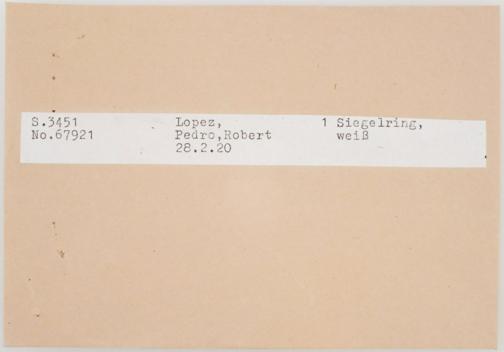 S.3451 Lopez, 1 Siegelring,
No.67921 Pedro,Robert weiß
28.2.20